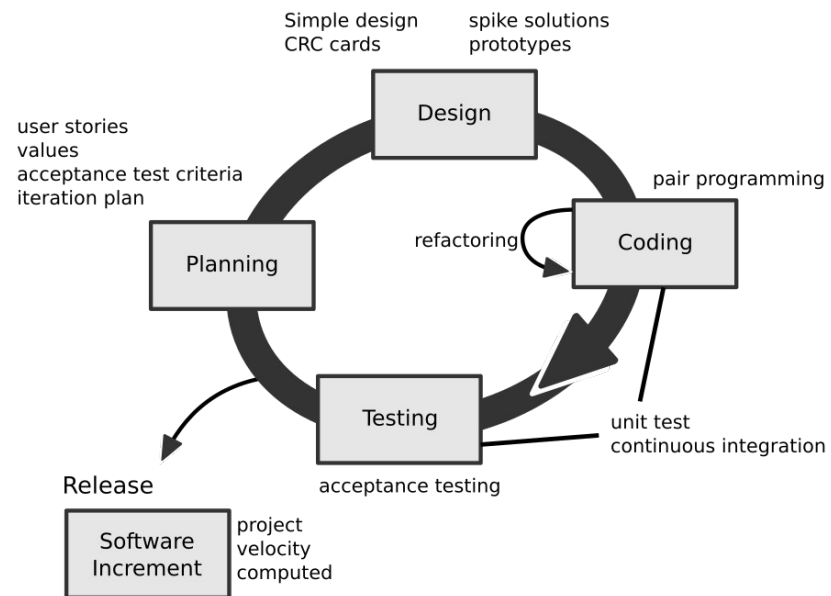 Simple design
CRC cards
spike solutions
prototypes
Design
user stories
values
acceptance test criteria
iteration plan
pair programming
Planning
refactoring
Coding
Testing
unit test
continuous integration
acceptance testing
Release
Software
Increment
project
velocity
computed